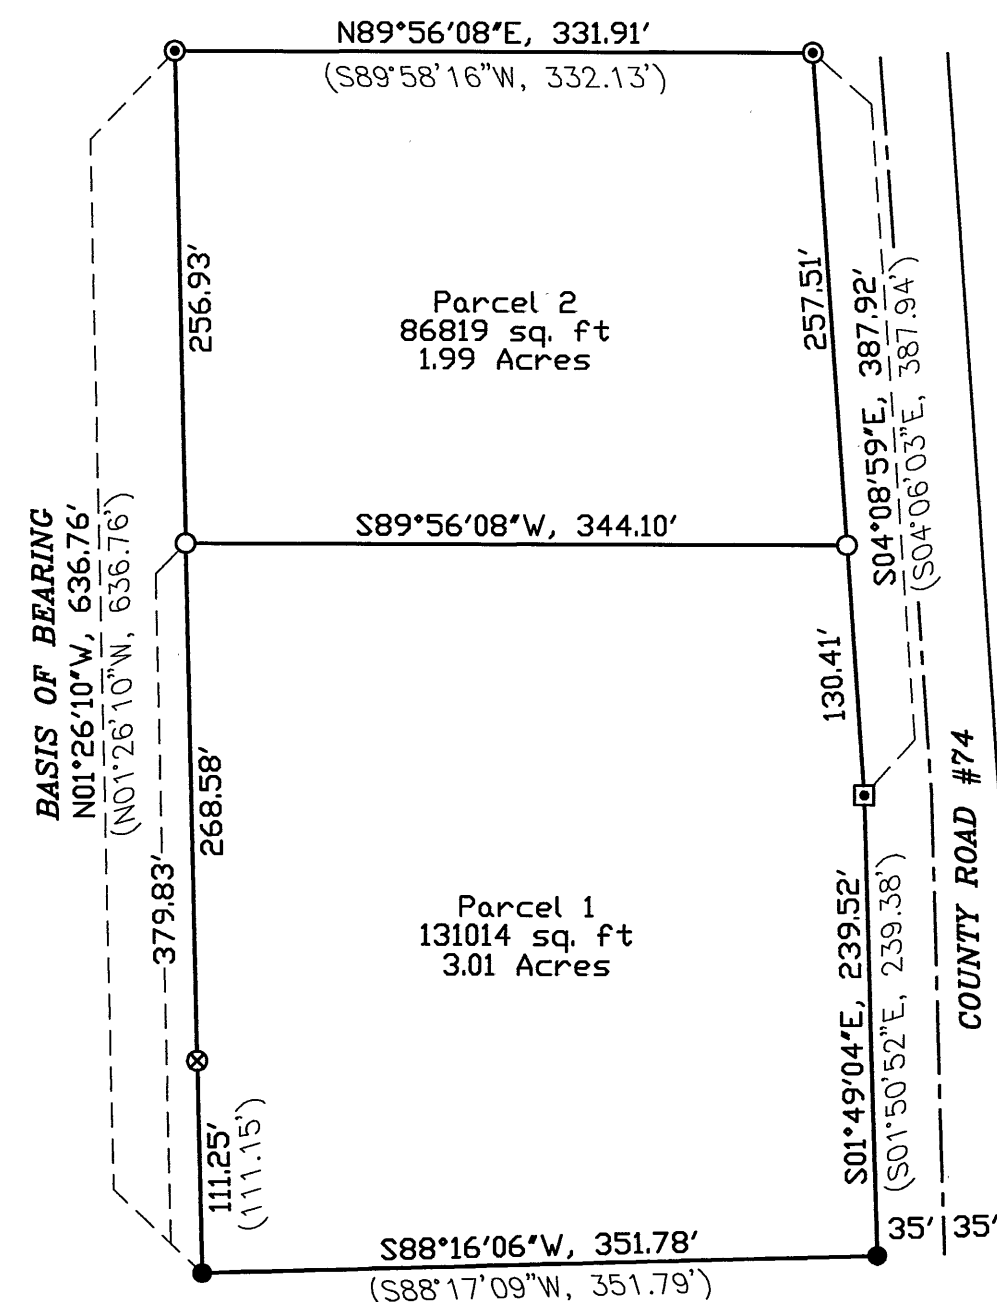 N89°56'08"E, 331.91'
(S89°58'16"W, 332.13')
256.93'
257.51'
Parcel 2
86819 sq. ft
1.99 Acres
S04°08'59"E, 387.92'
(S04°06'03"E, 387.94')
S89°56'08"W, 344.10'
BASIS OF BEARING
N01°26'10"W, 636.76'
(N01°26'10"W, 636.76")
130.41'
268.58'
379.83'
COUNTY ROAD #74
Parcel 1
131014 sq. ft
3.01 Acres
S01°49'04"E, 239.52'
(S01°50'52"E, 239.38')
111.25'
(111.15')
S88°16'06"W, 351.78'
(S88°17'09"W, 351.79')
35' 35'